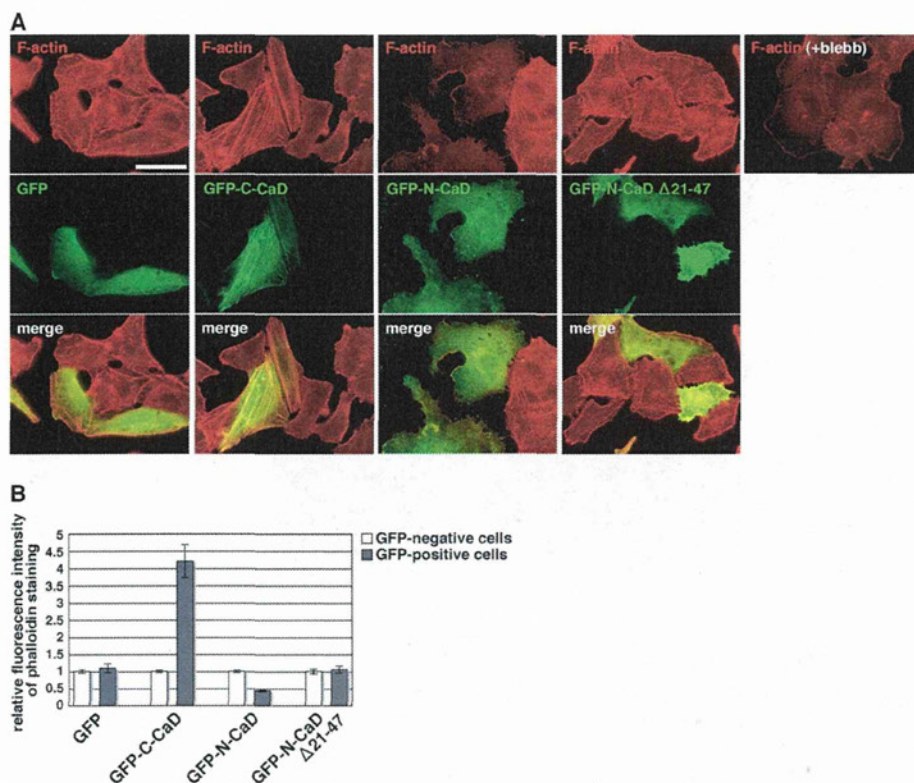 A
F-actin F-actin F-actin F-actin F-actin (+blebb)
GFP GFP-C-CaD GFP-N-CaD GFP-N-CaD Δ21-47
merge merge merge merge
B
relative fluorescence intensity
of phalloidin staining
5
4.5
4
3.5
3
2.5
2
1.5
1
0.5
0
GFP-negative cells
GFP-positive cells
GFP
GFP-C-CaD
GFP-N-CaD
GFP-N-CaD
Δ21-47